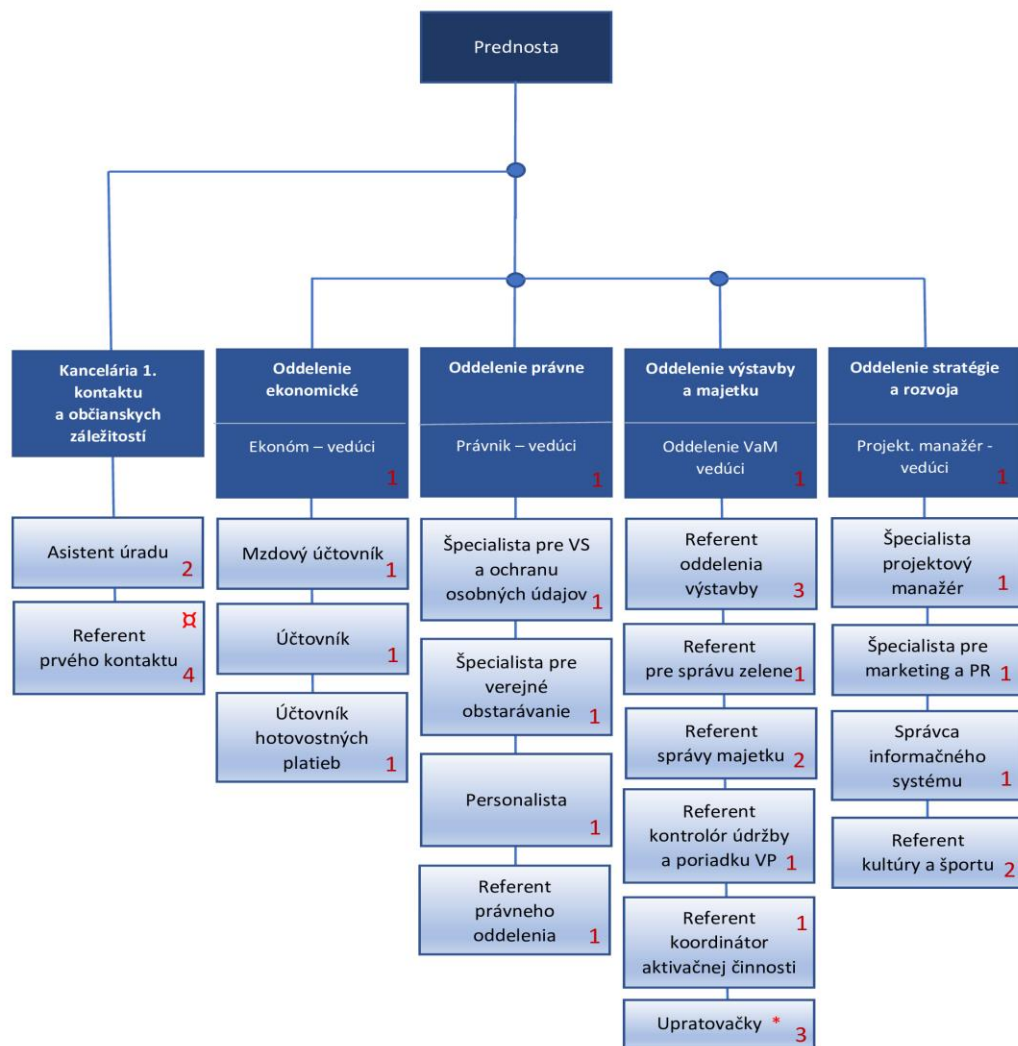 Prednosta
Kancelária 1.
kontaktu
a občianskych
záležitostí
Asistent úradu
2
¤
Referent
prvého kontaktu
4
Oddelenie
ekonomické
Ekonóm – vedúci
1
Mzdový účtovník
1
Účtovník
1
Účtovník
hotovostných
platieb
1
Oddelenie právne
Právnik – vedúci
1
Špecialista pre VS
a ochranu
osobných údajov
1
Špecialista pre
verejné
obstarávanie
1
Personalista
1
Referent
právneho
oddelenia
1
Oddelenie výstavby
a majetku
Oddelenie VaM
vedúci
1
Referent
oddelenia
výstavby
3
Referent
pre správu zelene
1
Referent
správy majetku
2
Referent
kontrolór údržby
a poriadku VP
1
Referent
1
koordinátor
aktivačnej činnosti
Upratovačky *
3
Oddelenie stratégie
a rozvoja
Projekt. manažér -
vedúci
1
Špecialista
projektový
manažér
1
Špecialista pre
marketing a PR
1
Správca
informačného
systému
1
Referent
kultúry a športu
2